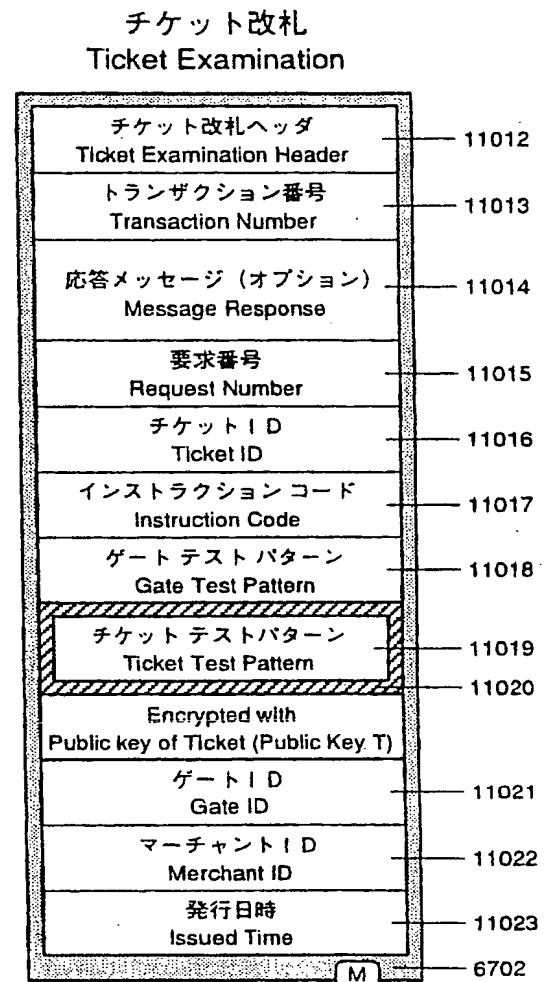 チケット改札
Ticket Examination
チケット改札ヘッダ
Ticket Examination Header
11012
トランザクション番号
Transaction Number
11013
応答メッセージ (オプション)
Message Response
11014
要求番号
Request Number
11015
チケットID
Ticket ID
11016
インストラクション コード
Instruction Code
11017
ゲート テスト パターン
Gate Test Pattern
11018
チケット テストパターン
Ticket Test Pattern
11019
11020
Encrypted with
Public key of Ticket (Public Key T)
ゲートID
Gate ID
11021
マーチャントID
Merchant ID
11022
発行日時
Issued Time
11023
M
6702